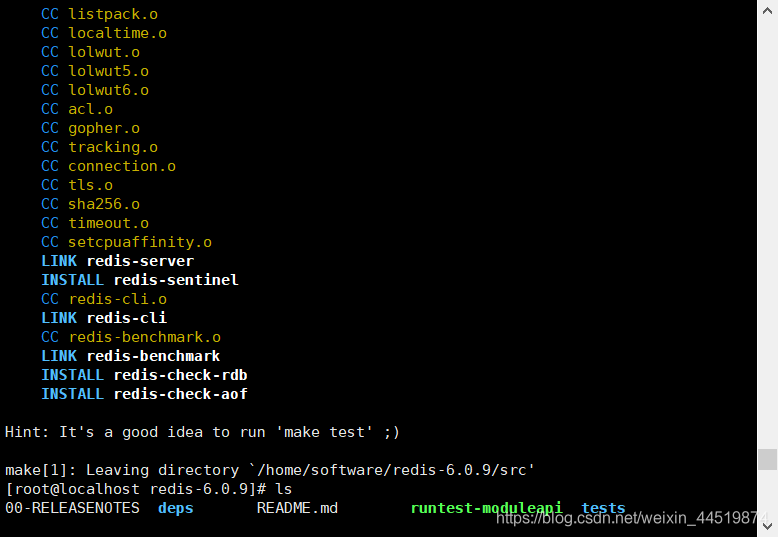 CC listpack.o
CC localtime.o
CC lolwut.o
CC lolwut5.o
CC lolwut6.o
CC acl.o
CC gopher.o
CC tracking.o
CC connection.o
CC tls.o
CC sha256.o
CC timeout.o
CC setcpuaffinity.o
LINK redis-server
INSTALL redis-sentinel
CC redis-cli.o
LINK redis-cli
CC redis-benchmark.o
LINK redis-benchmark
INSTALL redis-check-rdb
INSTALL redis-check-aof
Hint: It's a good idea to run 'make test' ;)
make[1]: Leaving directory `/home/software/redis-6.0.9/src'
[root@localhost redis-6.0.9]# ls
00-RELEASENOTES deps README.md runtest-moduleapi tests
https://blog.csdn.net/weixin_44519874